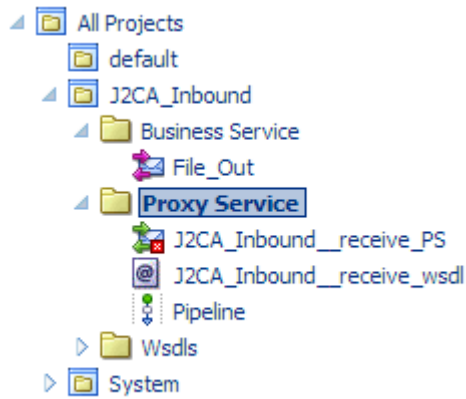 All Projects
default
J2CA_Inbound
Business Service
File_Out
Proxy Service
J2CA_Inbound__receive_PS
J2CA_Inbound__receive_wsdl
Pipeline
Wsdls
System